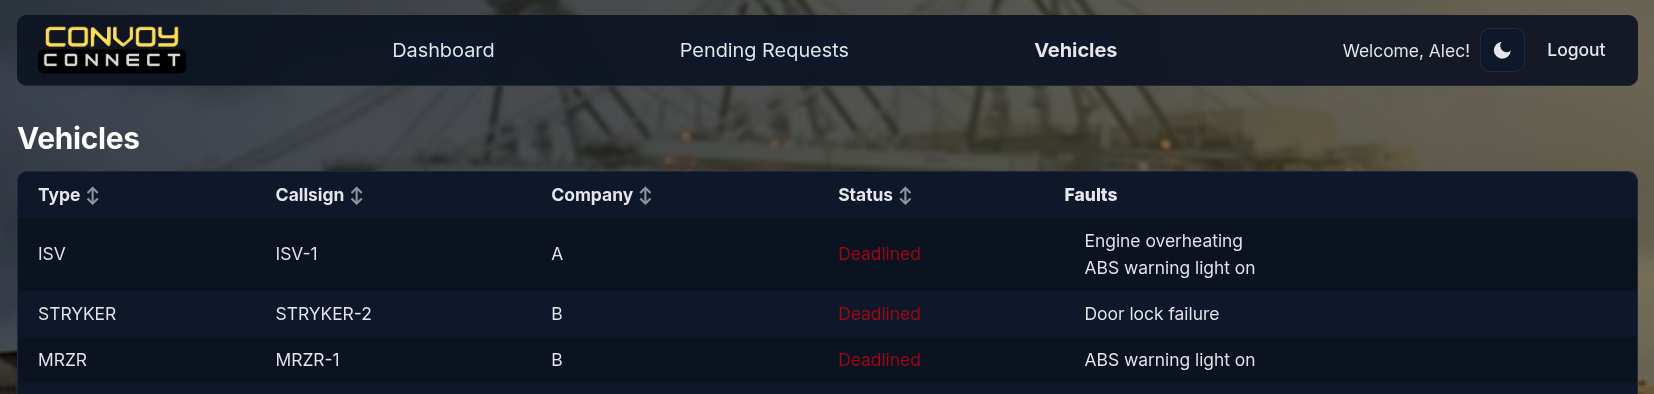 CONVOY
CONNECT
Dashboard
Pending Requests
Vehicles
Welcome, Alec!
Logout
Vehicles
Type ↕ Callsign ↕ Company ↕ Status ↕ Faults
ISV ISV-1 A Deadlined Engine overheating
ABS warning light on
STRYKER STRYKER-2 B Deadlined Door lock failure
MRZR MRZR-1 B Deadlined ABS warning light on